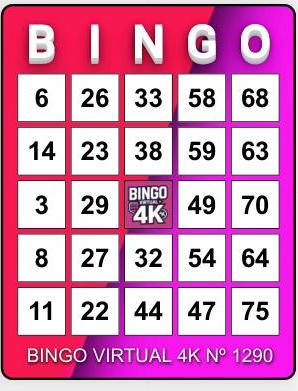 B I N G O
6 26 33 58 68
14 23 38 59 63
3 29 BINGO VIRTUAL 4K 49 70
8 27 32 54 64
11 22 44 47 75
BINGO VIRTUAL 4K Nº 1290